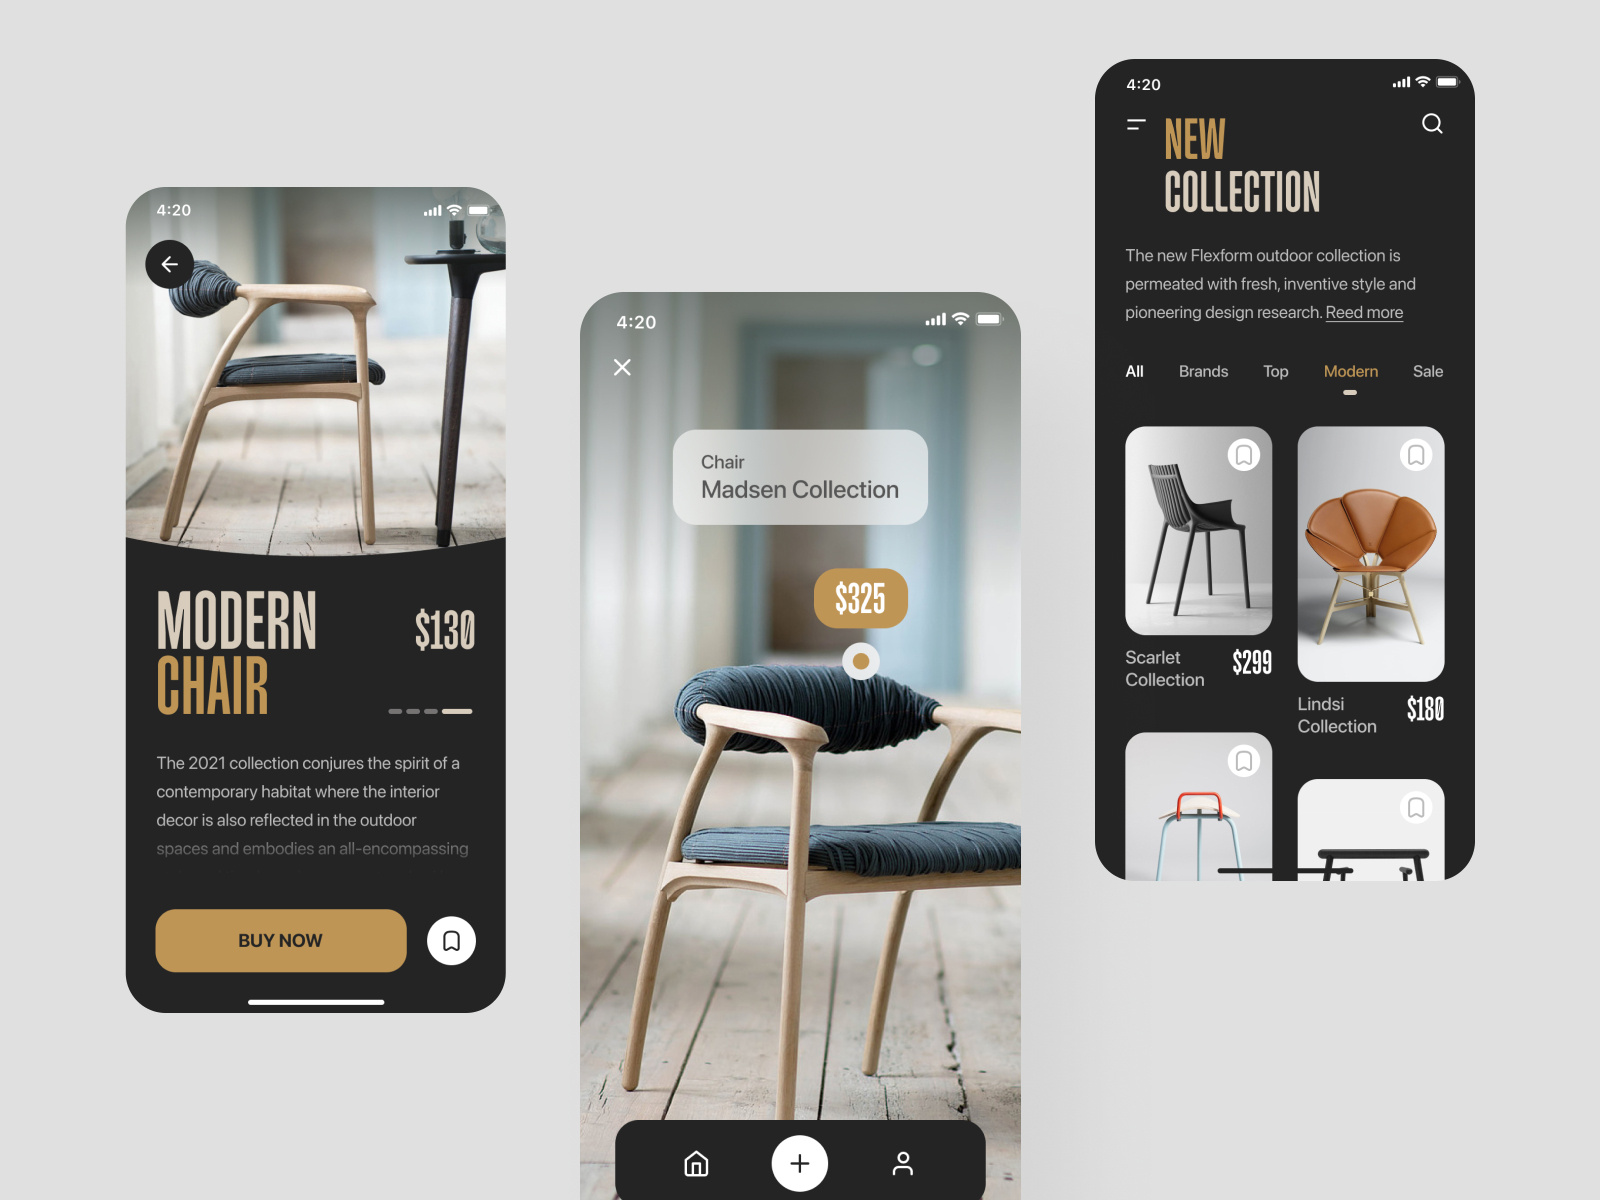 4:20
MODERN
CHAIR
$130
The 2021 collection conjures the spirit of a
contemporary habitat where the interior
decor is also reflected in the outdoor
spaces and embodies an all-encompassing
BUY NOW
4:20
Chair
Madsen Collection
$325
4:20
NEW
COLLECTION
The new Flexform outdoor collection is
permeated with fresh, inventive style and
pioneering design research. Reed more
All Brands Top Modern Sale
Scarlet
Collection
$299
Lindsi
Collection
$180